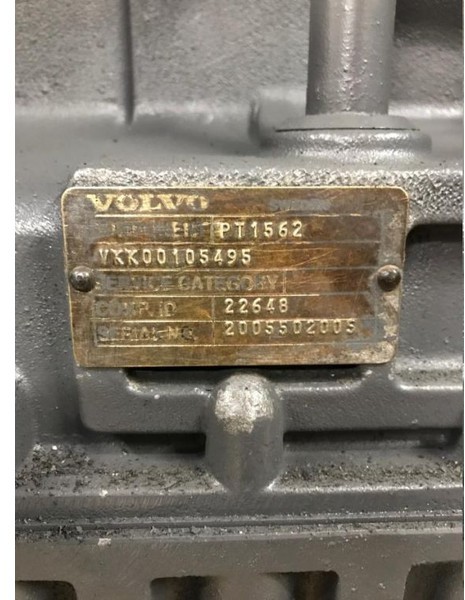 VOLVO
PT1562
VKK00105495
SERVICE CATEGORY
COMP. ID 22648
SERIAL NO. 2005502005